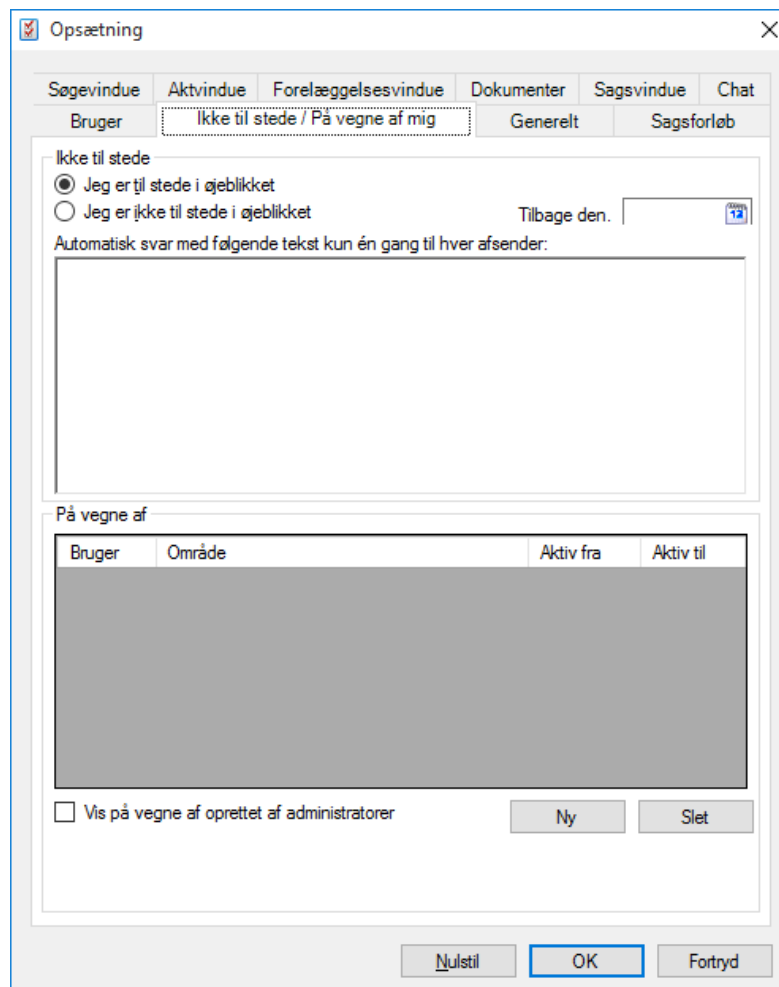 Opsætning
Søgevindue Aktvindue Forelæggelsesvindue Dokumenter Sagsvindue Chat
Bruger Ikke til stede / På vegne af mig Generelt Sagsforløb
Ikke til stede
Jeg er til stede i øjeblikket
Jeg er ikke til stede i øjeblikket Tilbage den. 12
Automatisk svar med følgende tekst kun én gang til hver afsender:
På vegne af
Bruger Område Aktiv fra Aktiv til
Vis på vegne af oprettet af administratorer Ny Slet
Nulstil OK Fortryd